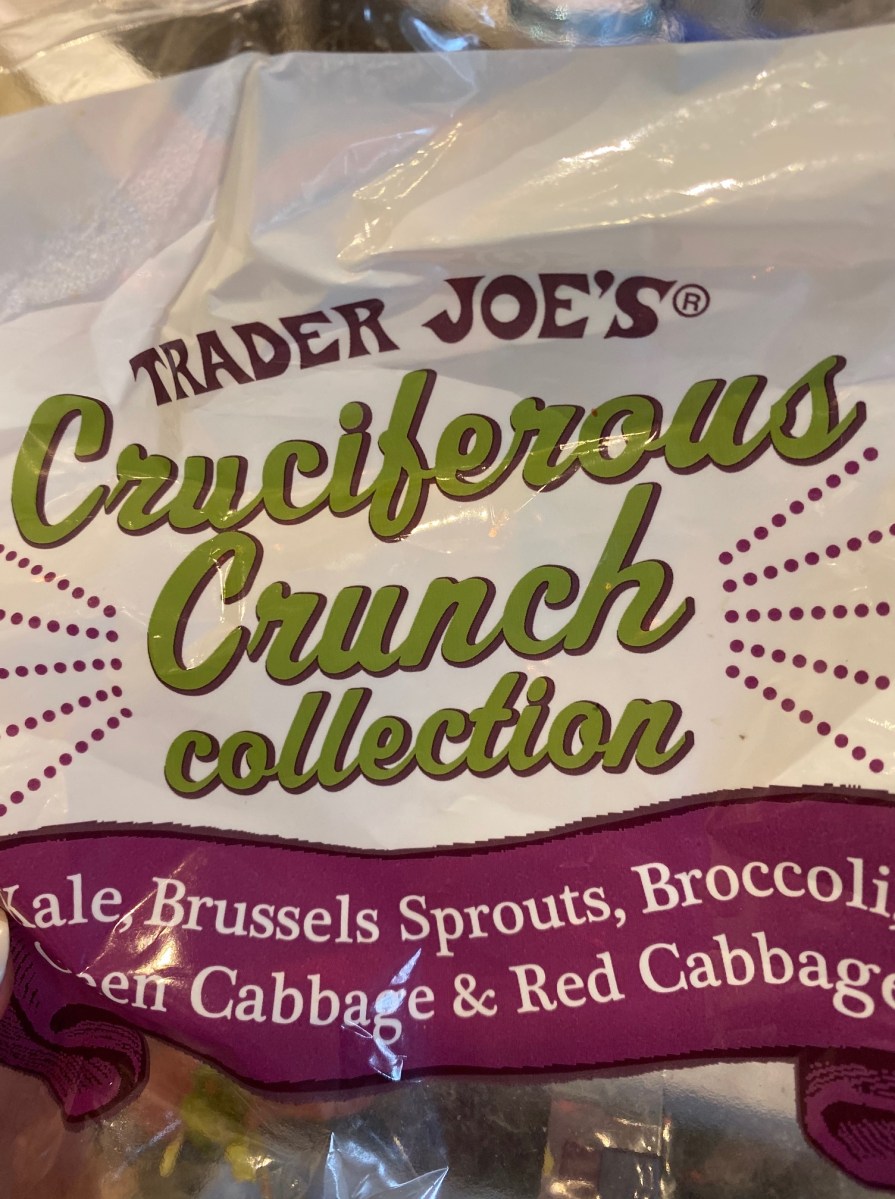 TRADER JOE'S®
Cruciferous
Crunch
collection
Kale, Brussels Sprouts, Broccoli
Cabbage & Red Cabbage